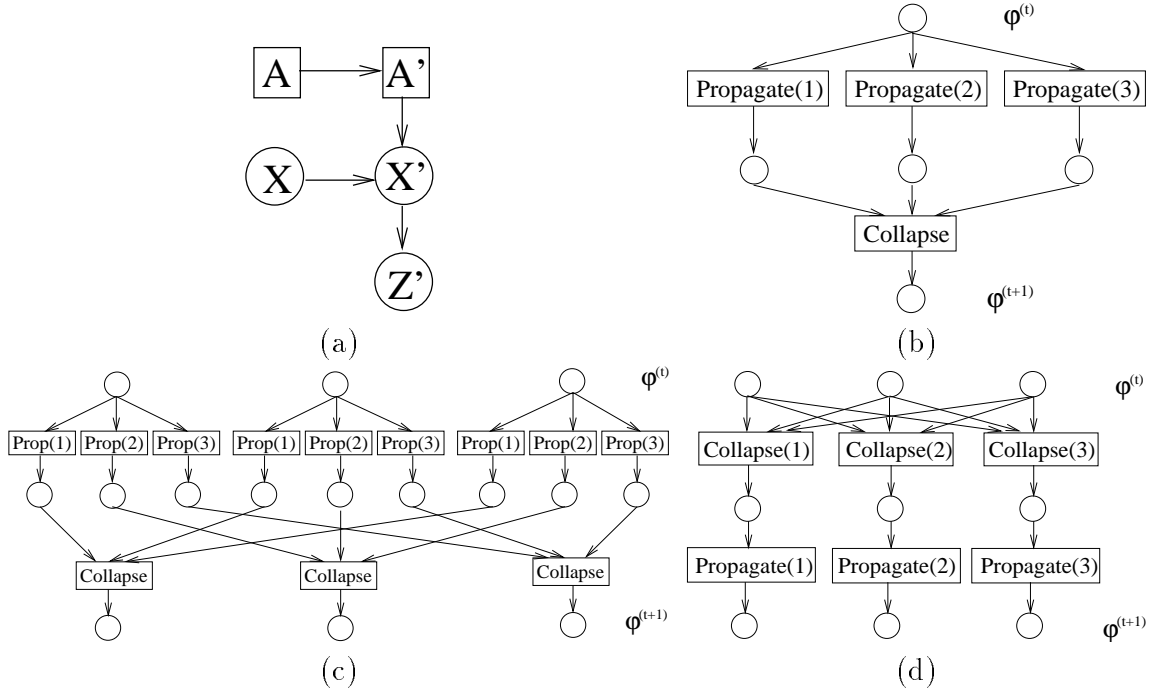 A A'
X X'
Z'
(a)
φ(t)
Propagate(1) Propagate(2) Propagate(3)
Collapse
φ(t+1)
(b)
φ(t)
Prop(1) Prop(2) Prop(3) Prop(1) Prop(2) Prop(3) Prop(1) Prop(2) Prop(3)
Collapse Collapse Collapse
φ(t+1)
(c)
φ(t)
Collapse(1) Collapse(2) Collapse(3)
Propagate(1) Propagate(2) Propagate(3)
φ(t+1)
(d)